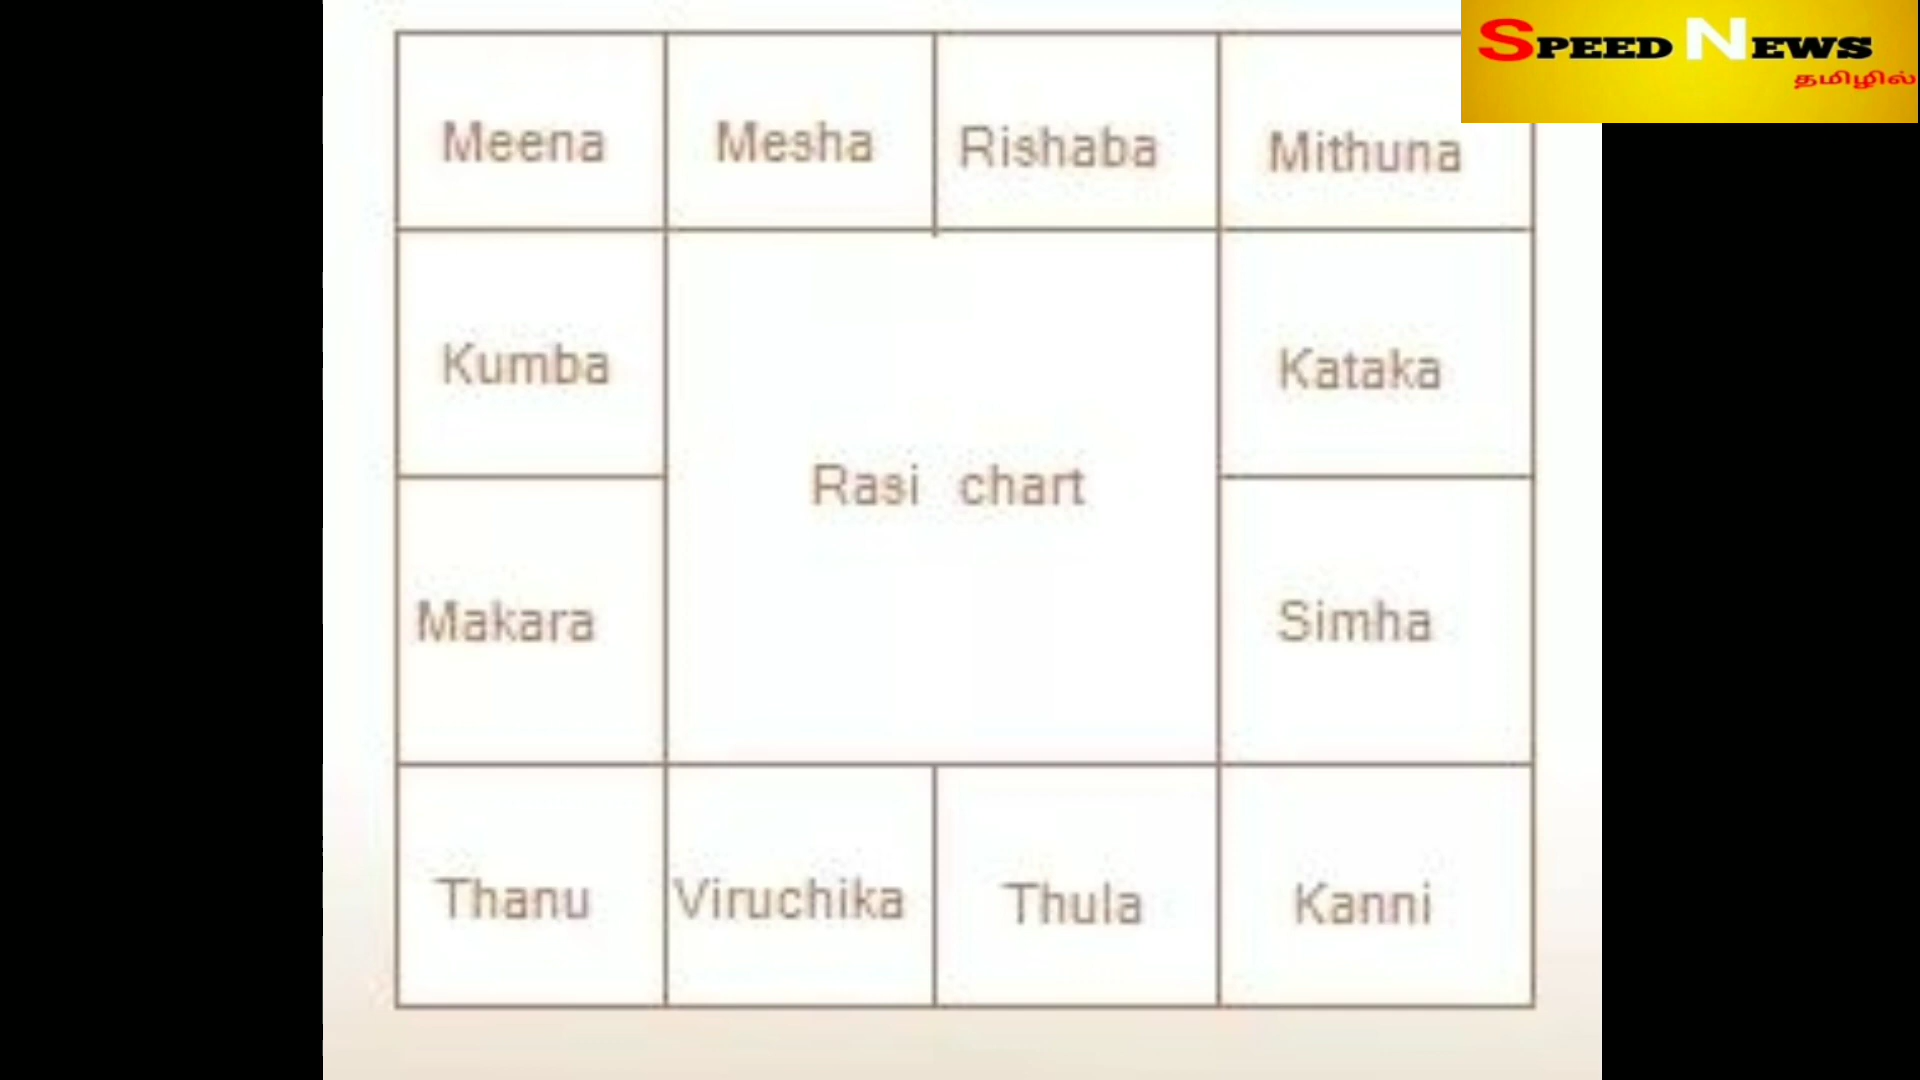 SPEED NEWS
தமிழில்
Meena Mesha Rishaba Mithuna
Kumba Kataka
Rasi chart
Makara Simha
Thanu Viruchika Thula Kanni